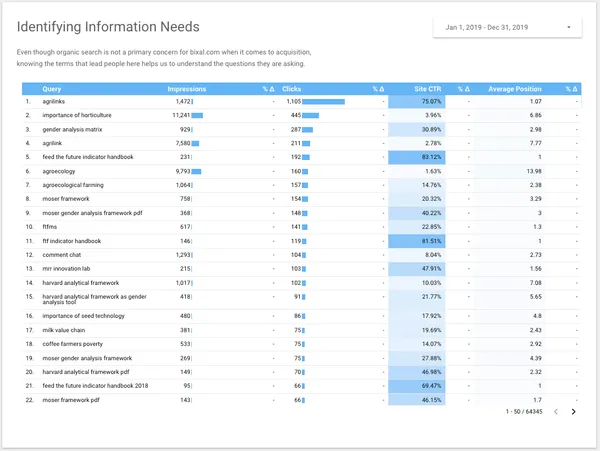 Identifying Information Needs
Jan 1, 2019 - Dec 31, 2019
Even though organic search is not a primary concern for bixal.com when it comes to acquisition,
knowing the terms that lead people here helps us to understand the questions they are asking.
Query Impressions % Δ Clicks % Δ Site CTR % Δ Average Position % Δ
1. agrilinks 1,472 - 1,105 - 75.07% - 1.07 -
2. importance of horticulture 11,241 - 445 - 3.96% - 6.86 -
3. gender analysis matrix 929 - 287 - 30.89% - 2.98 -
4. agrilink 7,580 - 211 - 2.78% - 7.77 -
5. feed the future indicator handbook 231 - 192 - 83.12% - 1 -
6. agroecology 9,793 - 160 - 1.63% - 13.98 -
7. agroecological farming 1,064 - 157 - 14.76% - 2.38 -
8. moser framework 758 - 154 - 20.32% - 3.29 -
9. moser gender analysis framework pdf 368 - 148 - 40.22% - 3 -
10. ftfms 617 - 141 - 22.85% - 1.3 -
11. ftf indicator handbook 146 - 119 - 81.51% - 1 -
12. comment chat 1,293 - 104 - 8.04% - 2.73 -
13. mrr innovation lab 215 - 103 - 47.91% - 1.56 -
14. harvard analytical framework 1,017 - 102 - 10.03% - 7.08 -
15. harvard analytical framework as gender 418 - 91 - 21.77% - 5.65 -
analysis tool
16. importance of seed technology 480 - 86 - 17.92% - 4.8 -
17. milk value chain 381 - 75 - 19.69% - 2.43 -
18. coffee farmers poverty 533 - 75 - 14.07% - 2.92 -
19. moser gender analysis framework 269 - 75 - 27.88% - 4.39 -
20. harvard analytical framework pdf 149 - 70 - 46.98% - 2.32 -
21. feed the future indicator handbook 2018 95 - 66 - 69.47% - 1 -
22. moser framework pdf 143 - 66 - 46.15% - 1.7 -
1 - 50 / 64345 < >